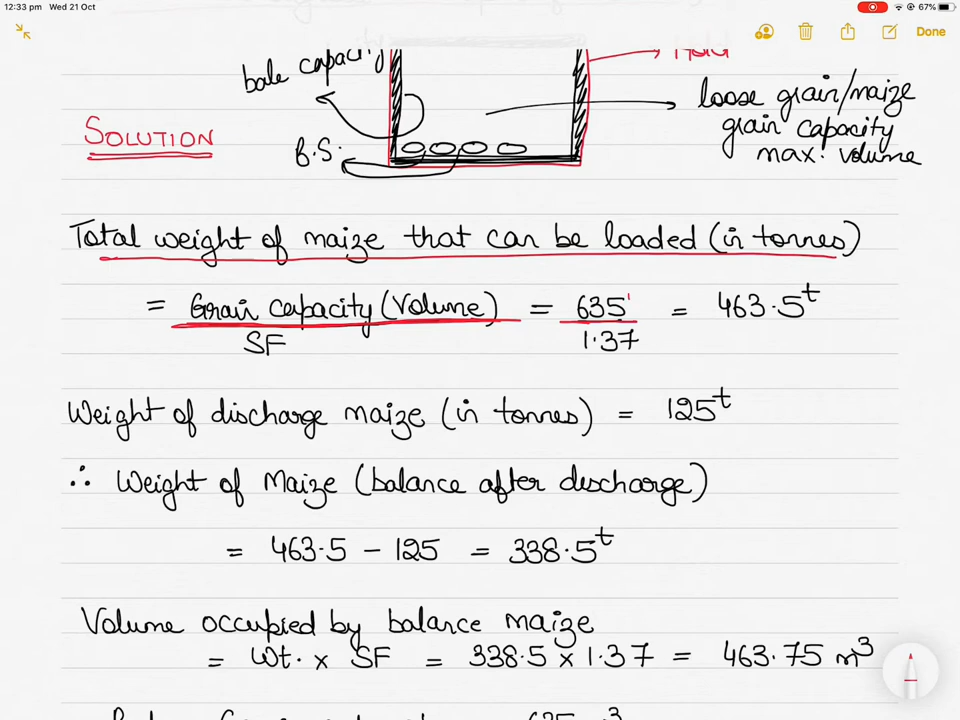 12:33 pm Wed 21 Oct
67%
Done
bale capacity
Hold
SOLUTION
loose grain/maize
grain capacity
max. volume
B.S.
Total weight of maize that can be loaded (in tonnes)
= Grain capacity (Volume) = 635 = 463.5t
SF 1.37
Weight of discharge maize (in tonnes) = 125t
∴ Weight of Maize (balance after discharge)
= 463.5 - 125 = 338.5t
Volume occupied by balance maize
= Wt. x SF = 338.5 x 1.37 = 463.75 m³